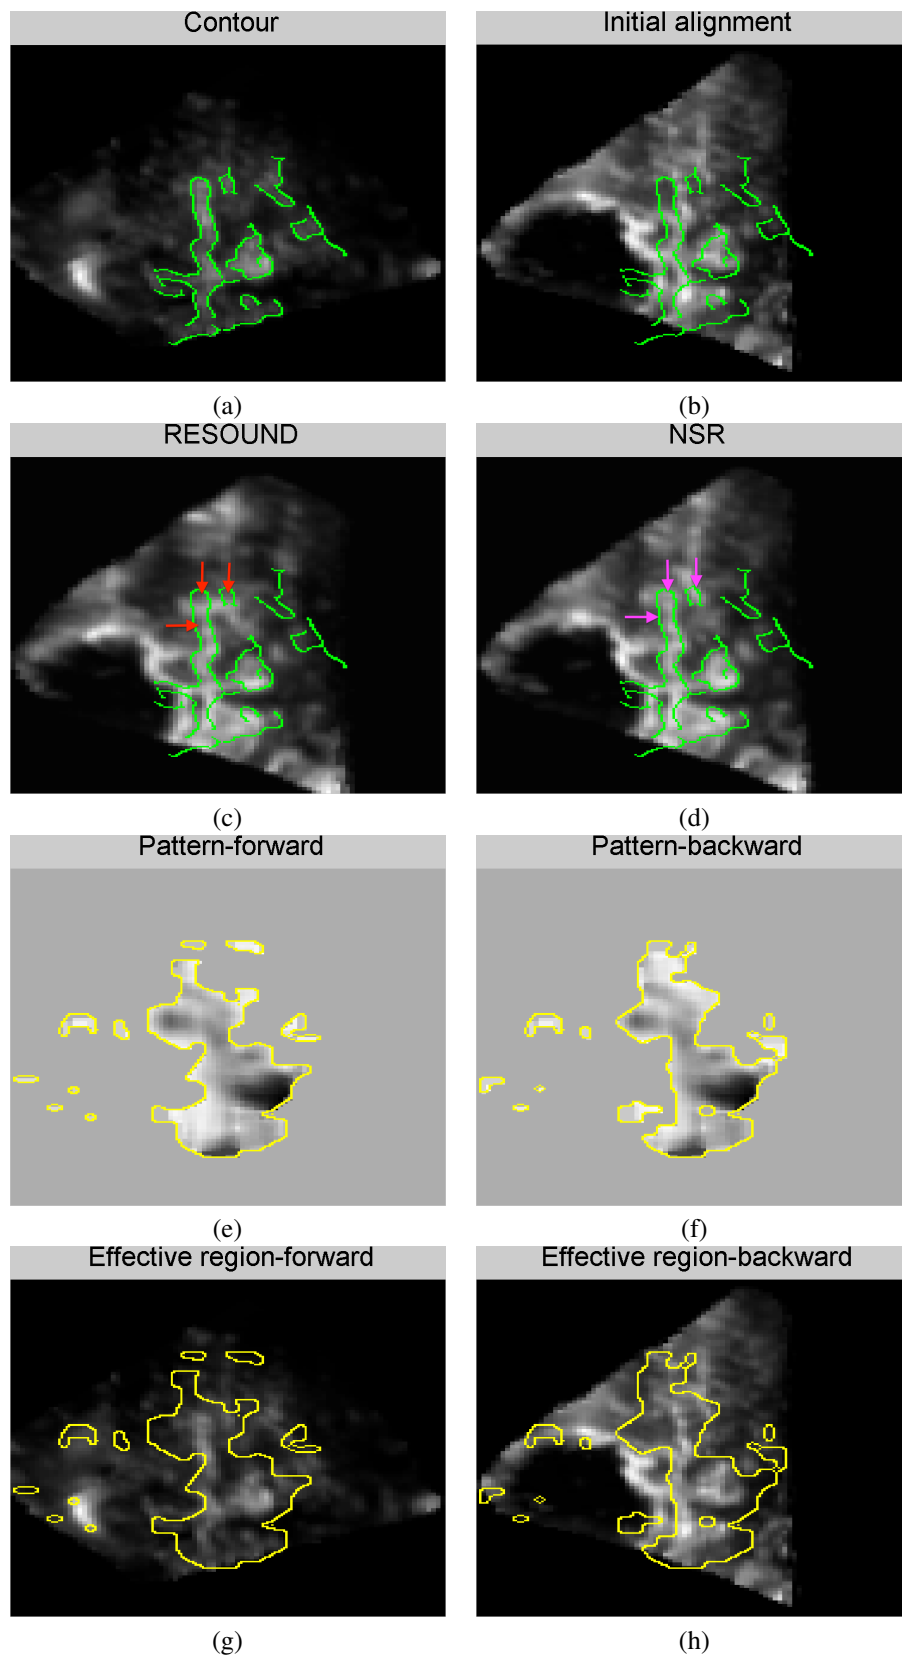 Contour
Initial alignment
(a)
(b)
RESOUND
NSR
(c)
(d)
Pattern-forward
Pattern-backward
(e)
(f)
Effective region-forward
Effective region-backward
(g)
(h)